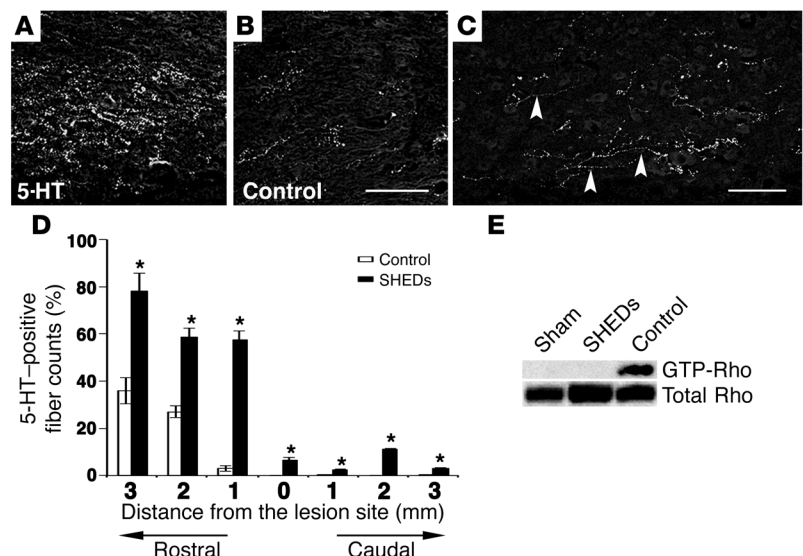 A
B
C
5-HT
Control
D
E
100
80
60
40
20
0
5-HT–positive
fiber counts (%)
Control
SHEDs
*
*
*
*
*
*
*
3 2 1 0 1 2 3
Distance from the lesion site (mm)
Rostral
Caudal
Sham
SHEDs
Control
GTP-Rho
Total Rho